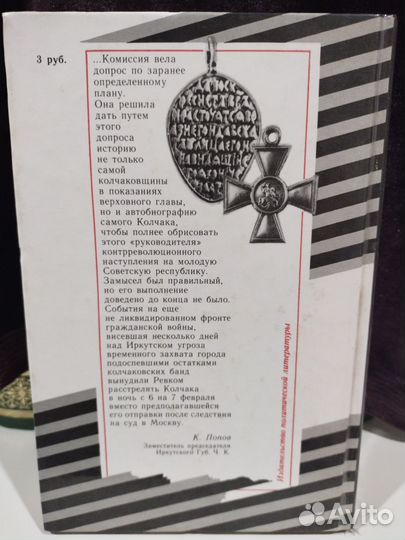 3 руб.
...Комиссия вела
допрос по заранее
определенному
плану.
Она решила
дать путем
этого
допроса
историю
не только
самой
колчаковщины
в показаниях
верховного главы,
но и автобиографию
самого Колчака,
чтобы полнее обрисовать
этого «руководителя»
контрреволюционного
наступления на молодую
Советскую республику.
Замысел был правильный,
но его выполнение
доведено до конца не было.
События на еще
не ликвидированном фронте
гражданской войны,
висевшая несколько дней
над Иркутском угроза
временного захвата города
подоспевшими остатками
колчаковских банд
вынудили Ревком
расстрелять Колчака
в ночь с 6 на 7 февраля
вместо предполагавшейся
его отправки после следствия
на суд в Москву.
К. Попов
Заместитель председателя
Иркутского Губ. Ч. К.
Издательство политической литературы
Avito